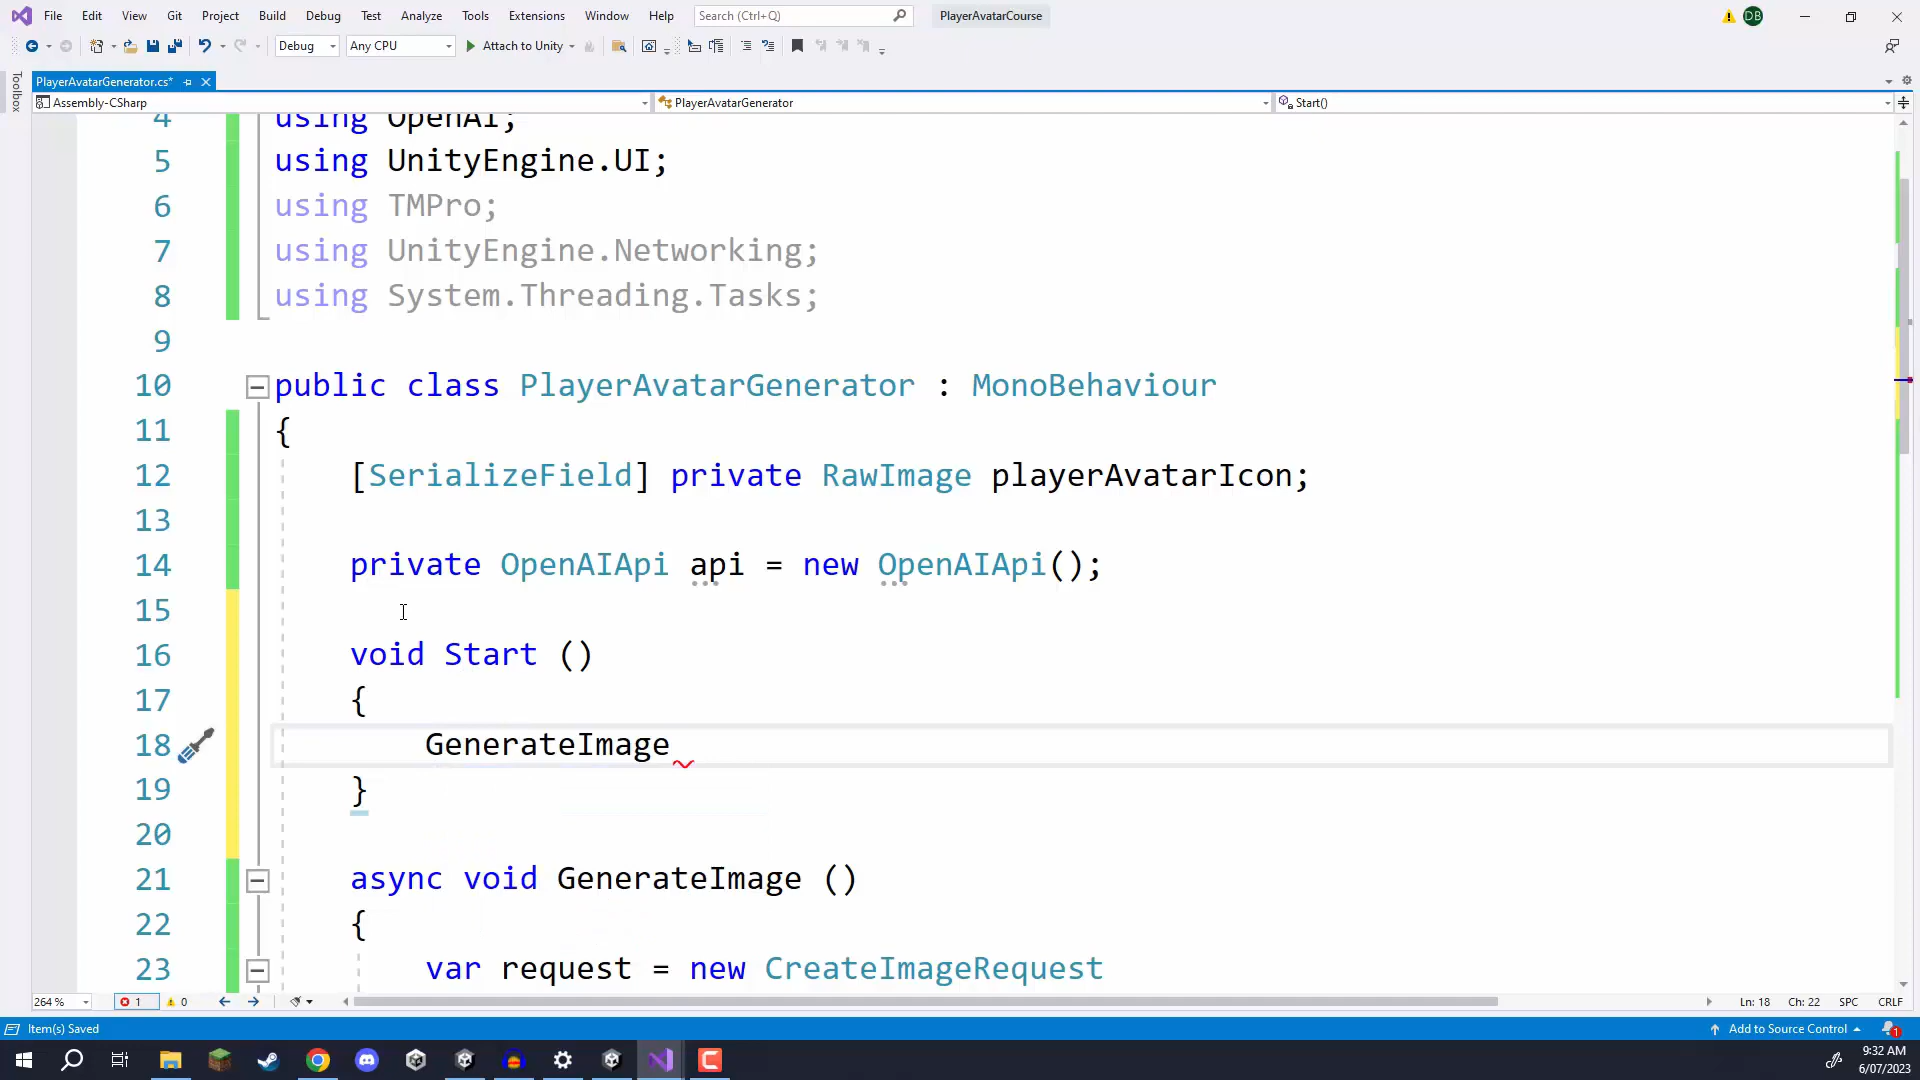 File Edit View Git Project Build Debug Test Analyze Tools Extensions Window Help Search (Ctrl+Q) PlayerAvatarCourse DB
Debug Any CPU Attach to Unity
Toolbox
PlayerAvatarGenerator.cs*
Assembly-CSharp PlayerAvatarGenerator Start()
4 using OpenAI;
5 using UnityEngine.UI;
6 using TMPro;
7 using UnityEngine.Networking;
8 using System.Threading.Tasks;
9
10 public class PlayerAvatarGenerator : MonoBehaviour
11 {
12 [SerializeField] private RawImage playerAvatarIcon;
13
14 private OpenAIApi api = new OpenAIApi();
15
16 void Start ()
17 {
18 GenerateImage
19 }
20
21 async void GenerateImage ()
22 {
23 var request = new CreateImageRequest
264 % 1 0 Ln: 18 Ch: 22 SPC CRLF
Item(s) Saved Add to Source Control 1
9:32 AM
6/07/2023